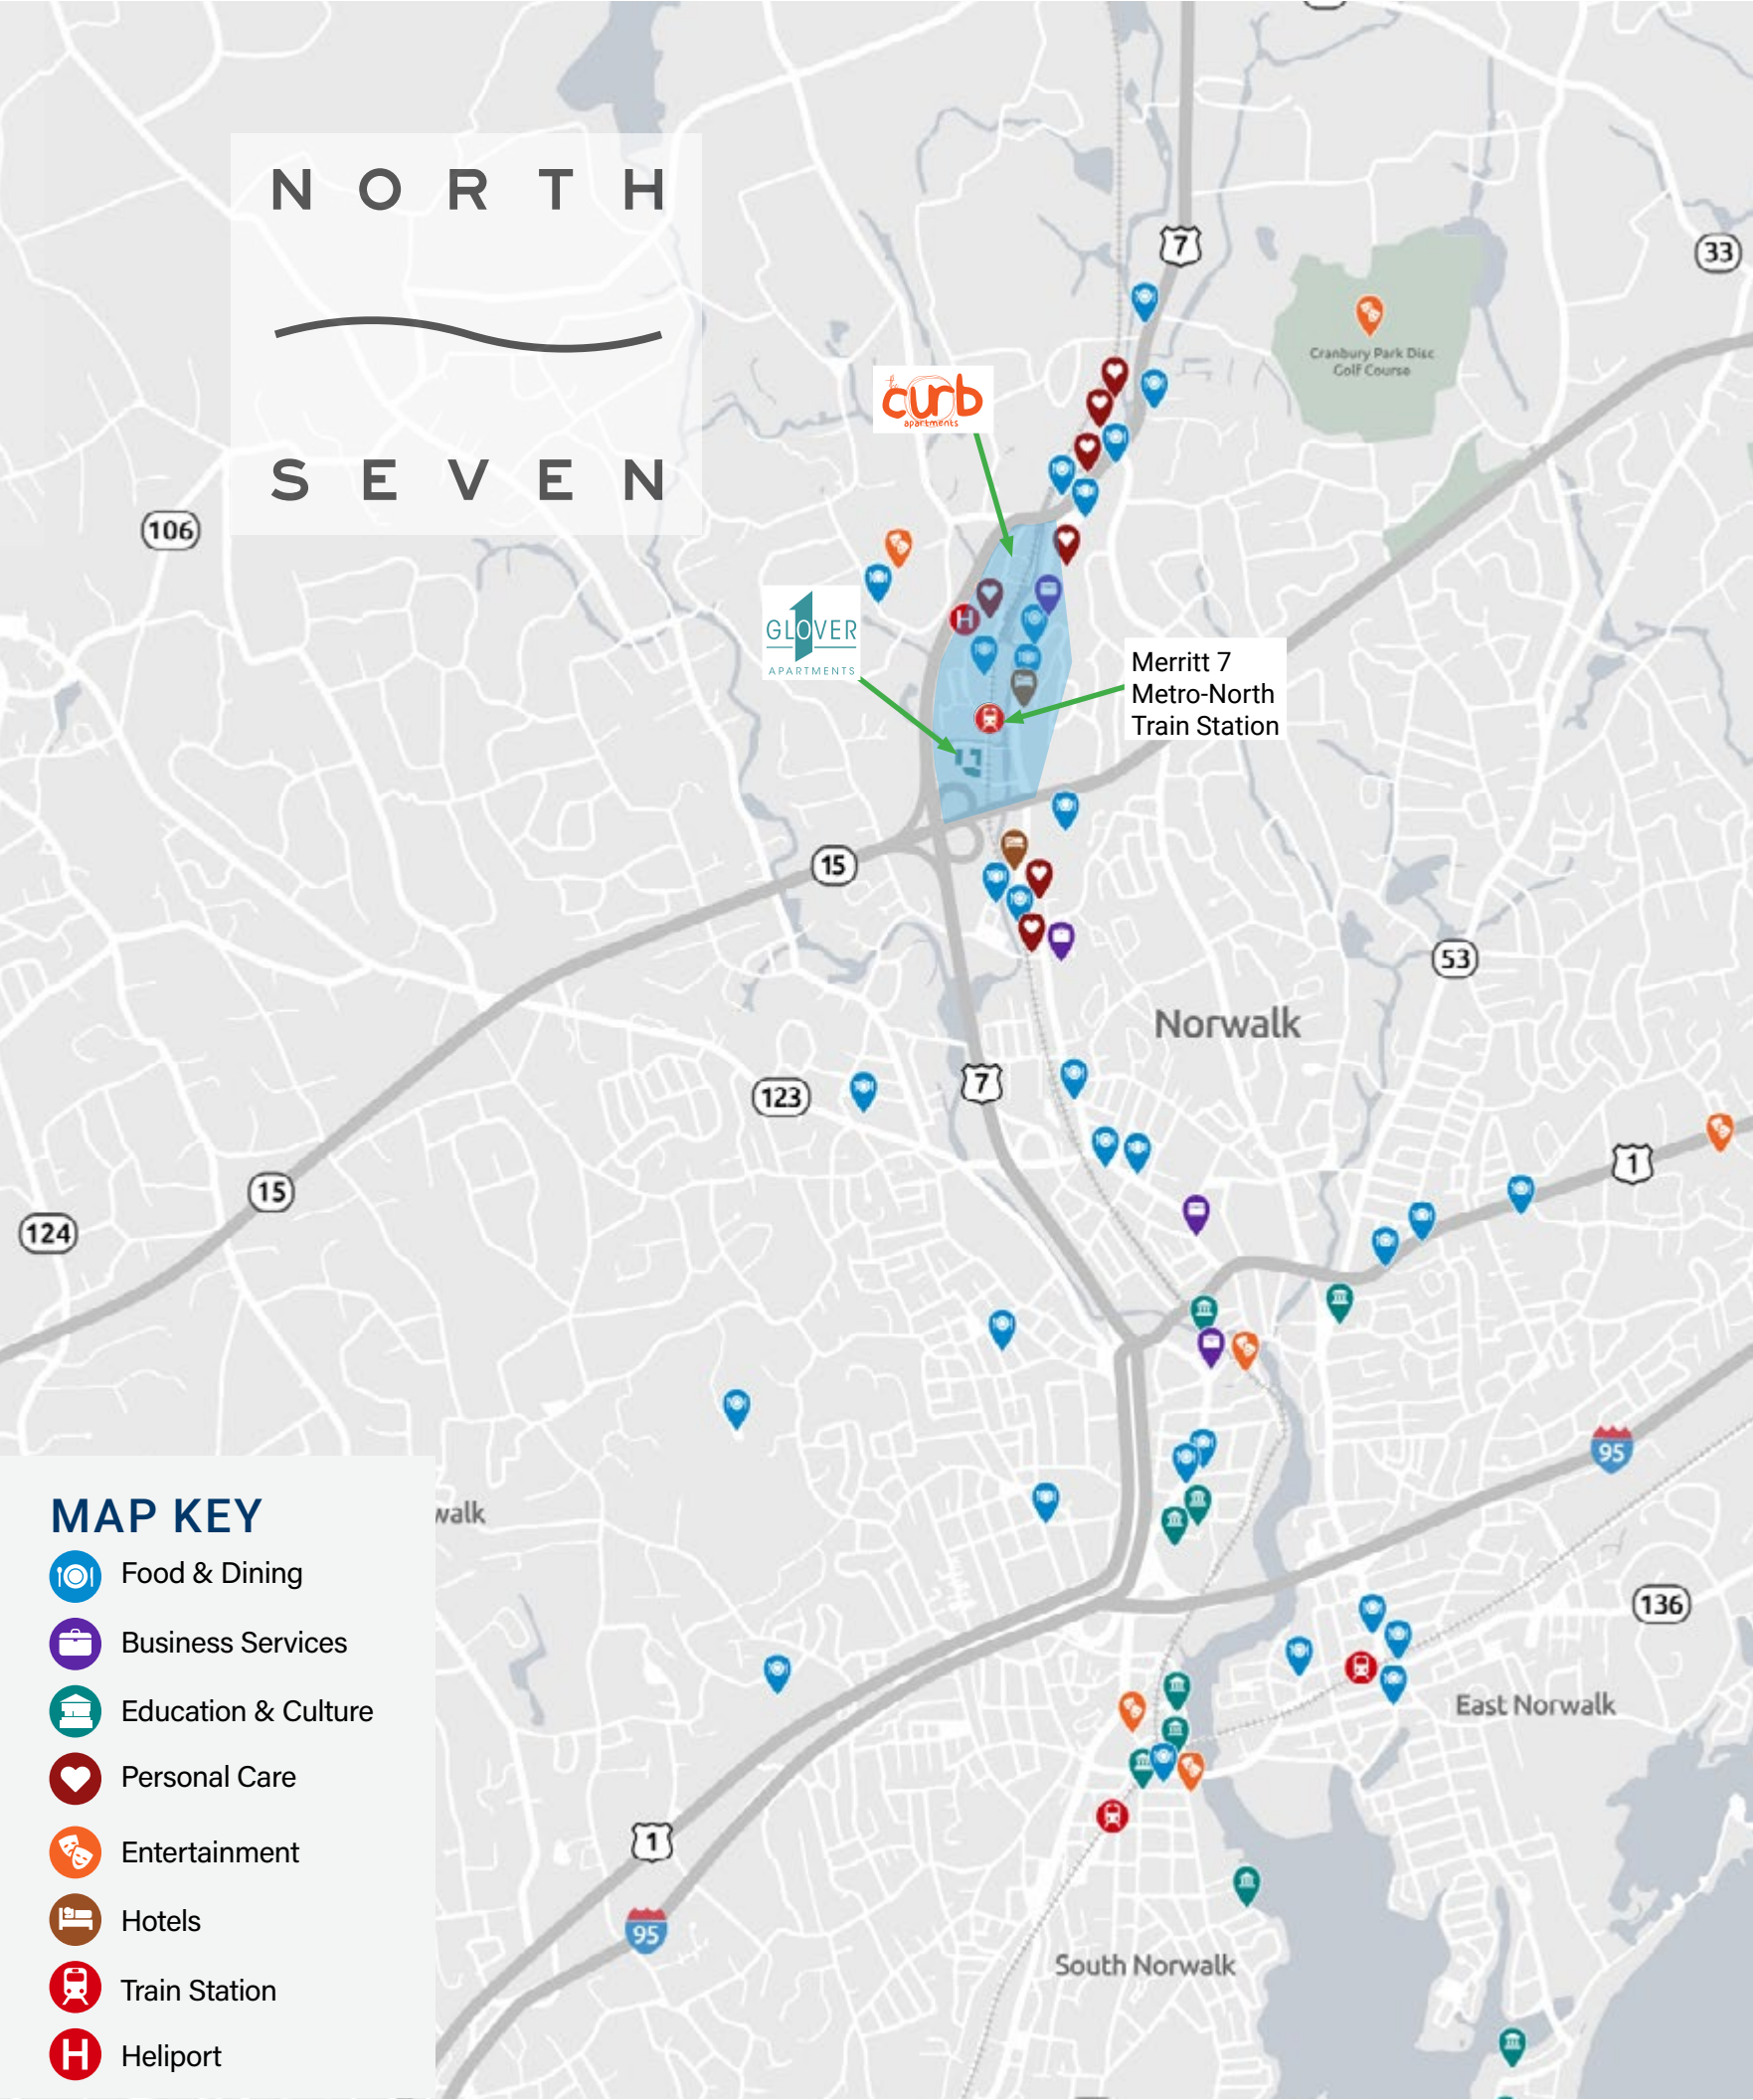 N O R T H
S E V E N
7
33
Cranbury Park Disc
Golf Course
the
curb
apartments
106
GLOVER
APARTMENTS
H
Merritt 7
Metro-North
Train Station
15
53
Norwalk
7
123
1
15
124
95
walk
136
East Norwalk
1
95
South Norwalk
MAP KEY
Food & Dining
Business Services
Education & Culture
Personal Care
Entertainment
Hotels
Train Station
H Heliport